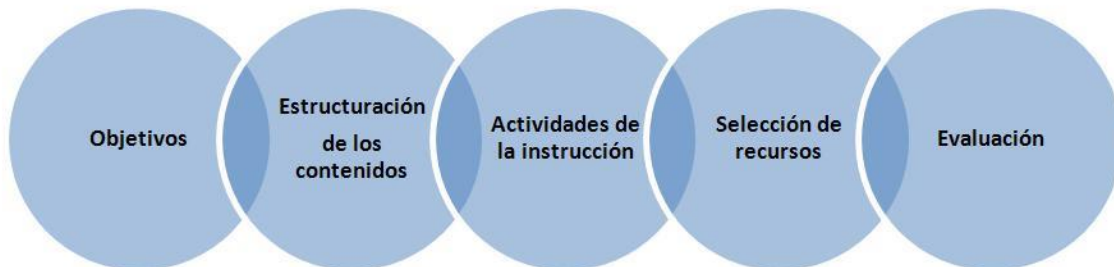 Objetivos
Estructuración
de los
contenidos
Actividades de
la instrucción
Selección de
recursos
Evaluación